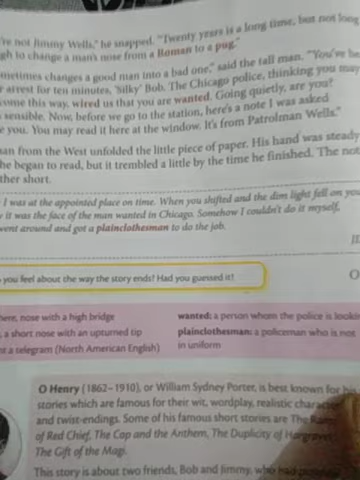 've not Jimmy Wells," he snapped. "Twenty years is a long time, but not long
gh to change a man's nose from a Roman to a pug."
metimes changes a good man into a bad one," said the tall man. "You've be
arrest for ten minutes, 'Silky' Bob. The Chicago police, thinking you may
come this way, wired us that you are wanted. Going quietly, are you?
sensible. Now, before we go to the station, here's a note I was asked
e you. You may read it here at the window. It's from Patrolman Wells."
an from the West unfolded the little piece of paper. His hand was steady
he began to read, but it trembled a little by the time he finished. The not
ther short.
I was at the appointed place on time. When you shifted and the dim light fell on you
it was the face of the man wanted in Chicago. Somehow I couldn't do it myself,
went around and got a plainclothesman to do the job.
you feel about the way the story ends? Had you guessed it?
O
here, nose with a high bridge
a short nose with an upturned tip
t a telegram (North American English)
wanted: a person whom the police is lookin
plainclothesman: a policeman who is not
in uniform
O Henry (1862–1910), or William Sydney Porter, is best known for his
stories which are famous for their wit, wordplay, realistic charac
and twist-endings. Some of his famous short stories are The
of Red Chief, The Cop and the Anthem, The Duplicity of Hargraves,
The Gift of the Magi.
This story is about two friends, Bob and Jimmy, who had